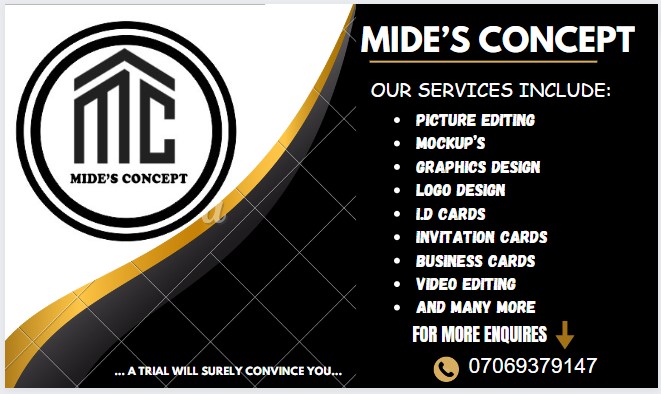 MC
MIDE'S CONCEPT
... A TRIAL WILL SURELY CONVINCE YOU...
MIDE'S CONCEPT
OUR SERVICES INCLUDE:
• PICTURE EDITING
• MOCKUP'S
• GRAPHICS DESIGN
• LOGO DESIGN
• I.D CARDS
• INVITATION CARDS
• BUSINESS CARDS
• VIDEO EDITING
• AND MANY MORE
FOR MORE ENQUIRES
07069379147